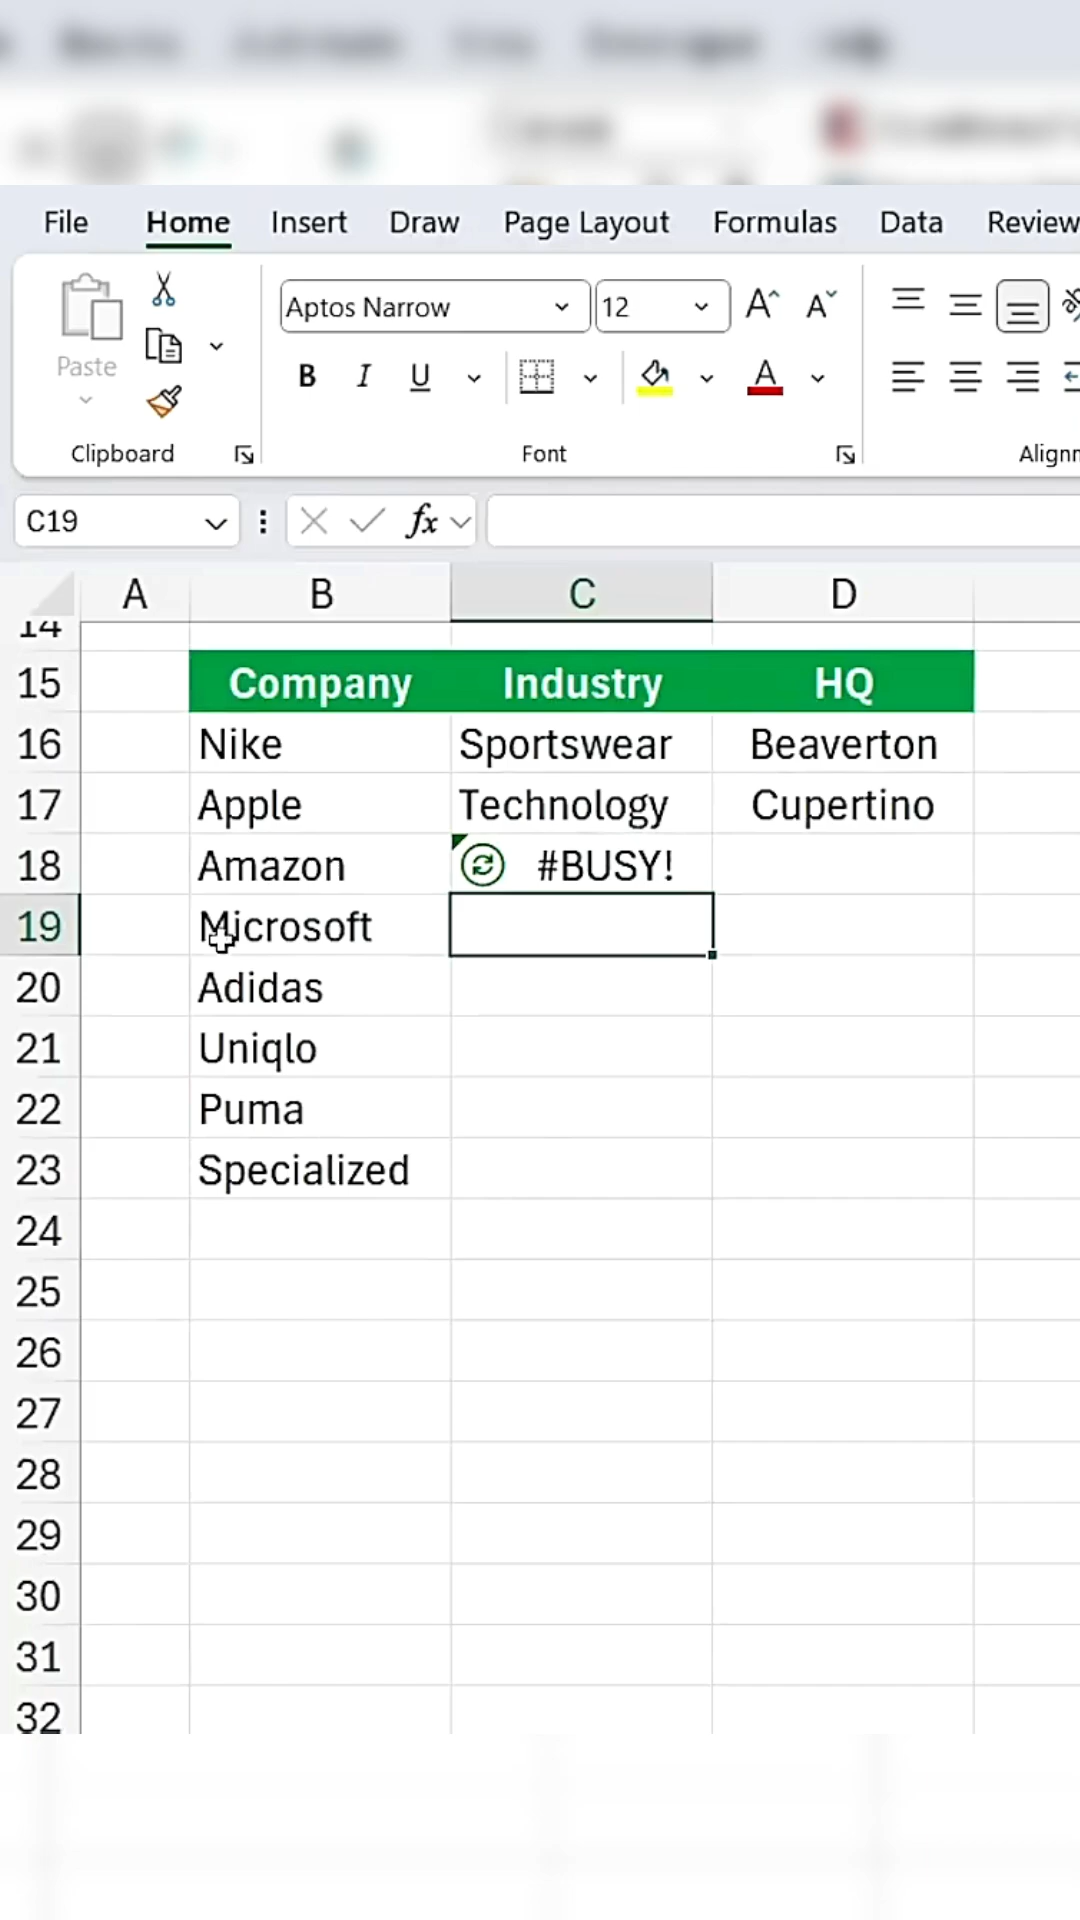 File Home Insert Draw Page Layout Formulas Data Review
Aptos Narrow 12 A A
Paste B I U A
Clipboard Font
C19 fx
A B C D
14
15 Company Industry HQ
16 Nike Sportswear Beaverton
17 Apple Technology Cupertino
18 Amazon #BUSY!
19 Microsoft
20 Adidas
21 Uniqlo
22 Puma
23 Specialized
24
25
26
27
28
29
30
31
32